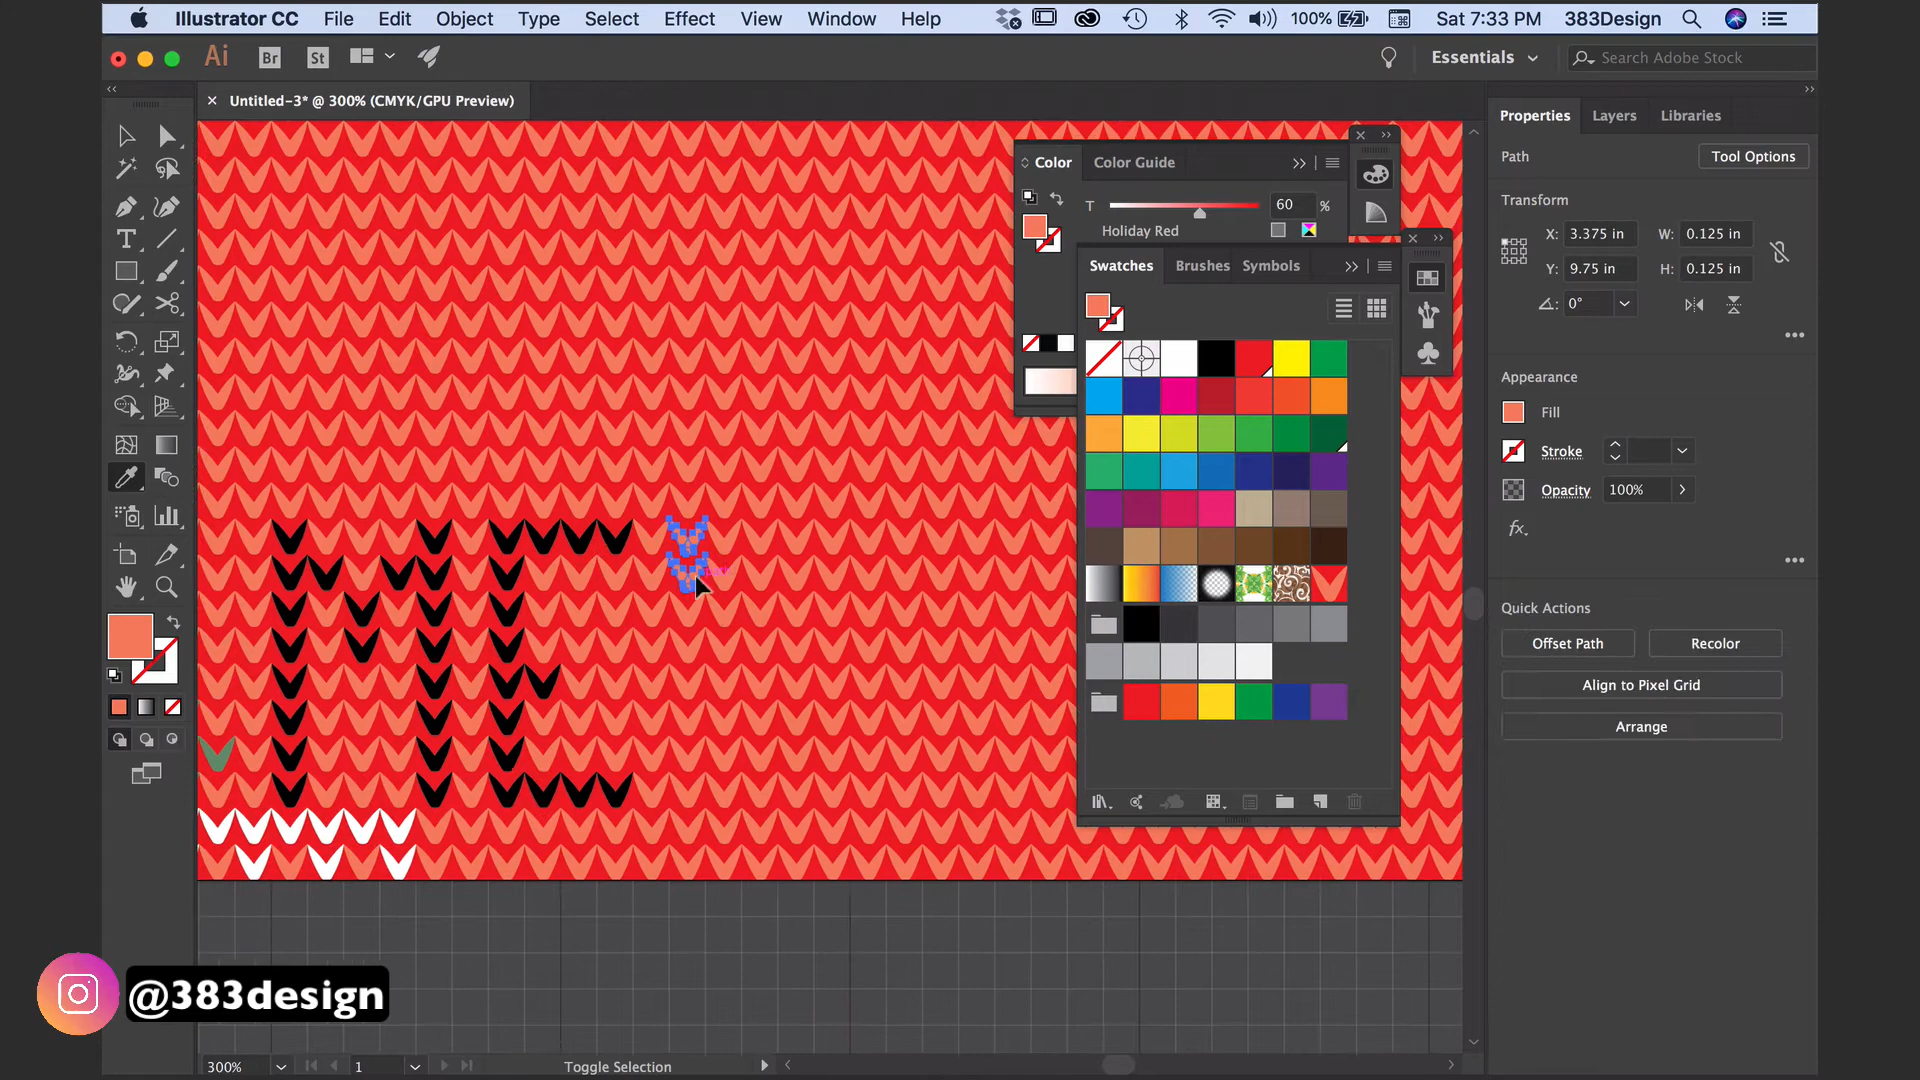 Illustrator CC File Edit Object Type Select Effect View Window Help 100% Sat 7:33 PM 383Design
Ai Br St Essentials Search Adobe Stock
Untitled-3* @ 300% (CMYK/GPU Preview)
Properties Layers Libraries
Path Tool Options
Transform
X: 3.375 in W: 0.125 in
Y: 9.75 in H: 0.125 in
0°
Appearance
Fill
Stroke
Opacity 100%
fx.
Quick Actions
Offset Path Recolor
Align to Pixel Grid
Arrange
Color Color Guide
T 60 %
Holiday Red
Swatches Brushes Symbols
T
ME
@383design
300% 1 Toggle Selection